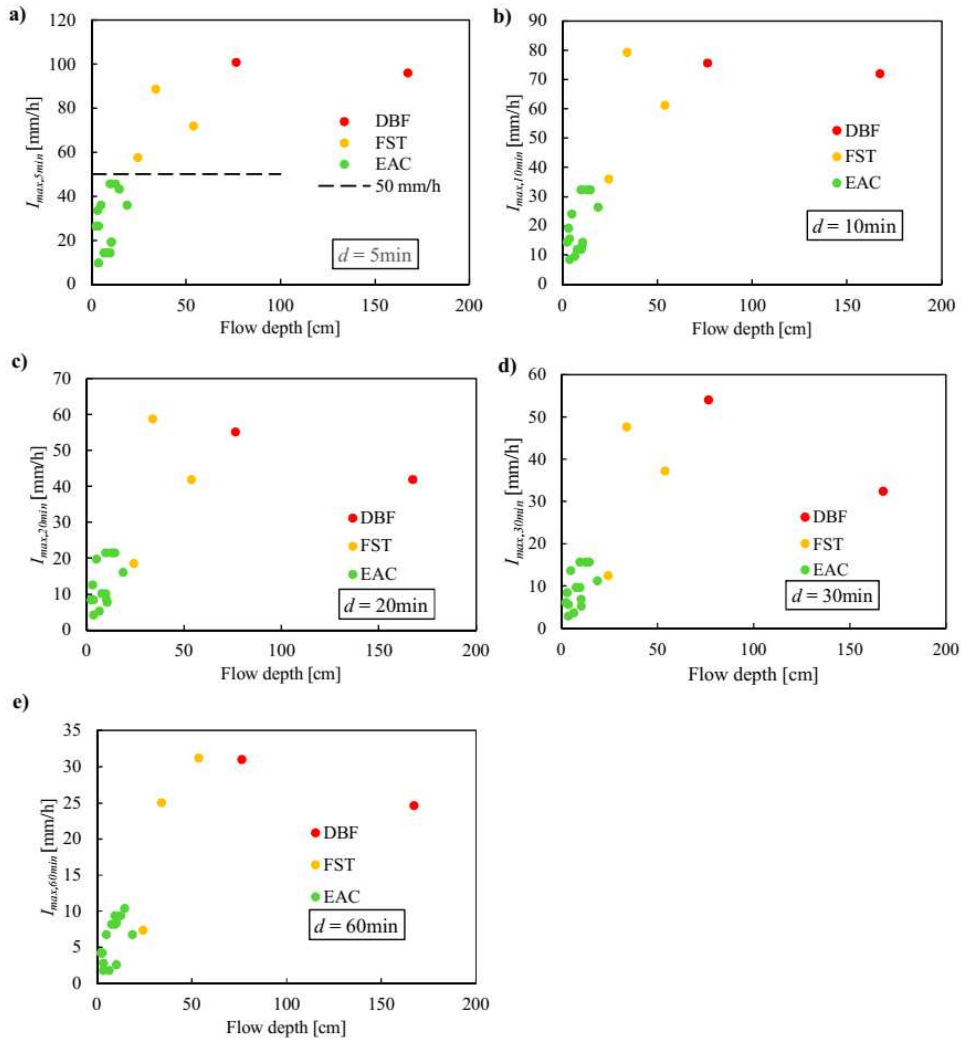 a)
120
100
80
60
40
20
0
I max,5min [mm/h]
DBF
FST
EAC
50 mm/h
d = 5min
0 50 100 150 200
Flow depth [cm]
b)
90
80
70
60
50
40
30
20
10
0
I max,10min [mm/h]
DBF
FST
EAC
d = 10min
0 50 100 150 200
Flow depth [cm]
c)
70
60
50
40
30
20
10
0
I max,20min [mm/h]
DBF
FST
EAC
d = 20min
0 50 100 150 200
Flow depth [cm]
d)
60
50
40
30
20
10
0
I max,30min [mm/h]
DBF
FST
EAC
d = 30min
0 50 100 150 200
Flow depth [cm]
e)
35
30
25
20
15
10
5
0
I max,60min [mm/h]
DBF
FST
EAC
d = 60min
0 50 100 150 200
Flow depth [cm]